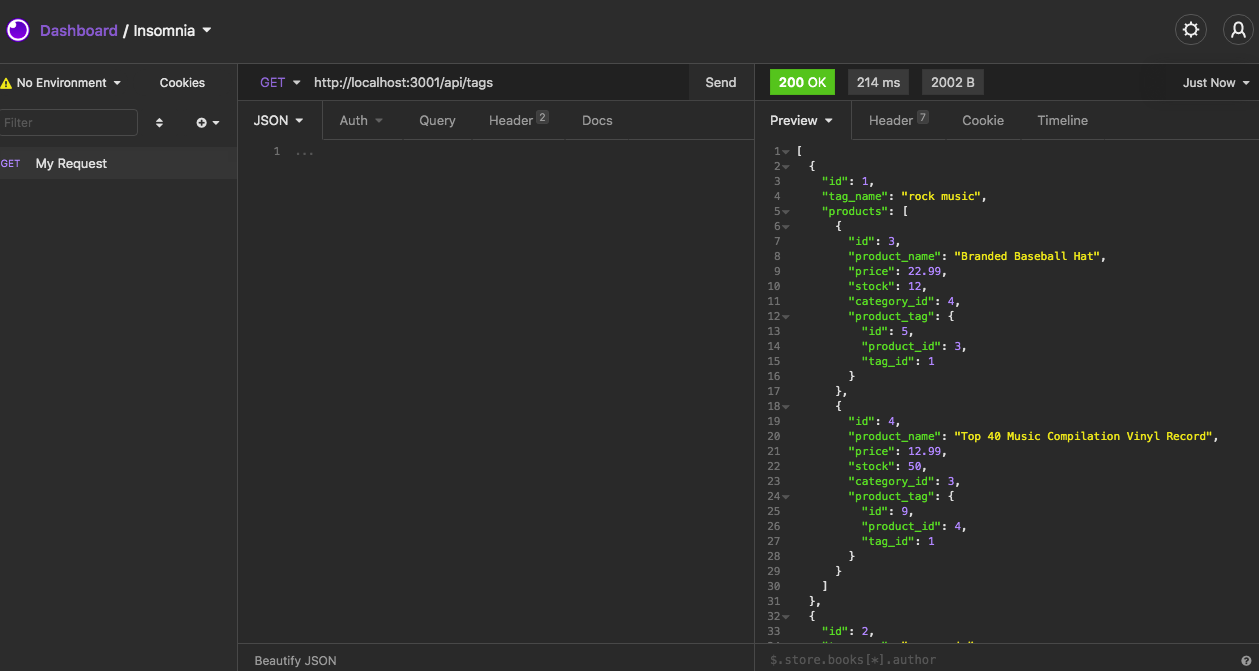 Dashboard / Insomnia
No Environment Cookies
GET http://localhost:3001/api/tags Send
200 OK 214 ms 2002 B Just Now
Filter
JSON Auth Query Header 2 Docs
Preview Header 7 Cookie Timeline
GET My Request
1 ...
1 [
2 {
3 "id": 1,
4 "tag_name": "rock music",
5 "products": [
6 {
7 "id": 3,
8 "product_name": "Branded Baseball Hat",
9 "price": 22.99,
10 "stock": 12,
11 "category_id": 4,
12 "product_tag": {
13 "id": 5,
14 "product_id": 3,
15 "tag_id": 1
16 }
17 },
18 {
19 "id": 4,
20 "product_name": "Top 40 Music Compilation Vinyl Record",
21 "price": 12.99,
22 "stock": 50,
23 "category_id": 3,
24 "product_tag": {
25 "id": 9,
26 "product_id": 4,
27 "tag_id": 1
28 }
29 }
30 ]
31 },
32 {
33 "id": 2,
Beautify JSON
$.store.books[*].author